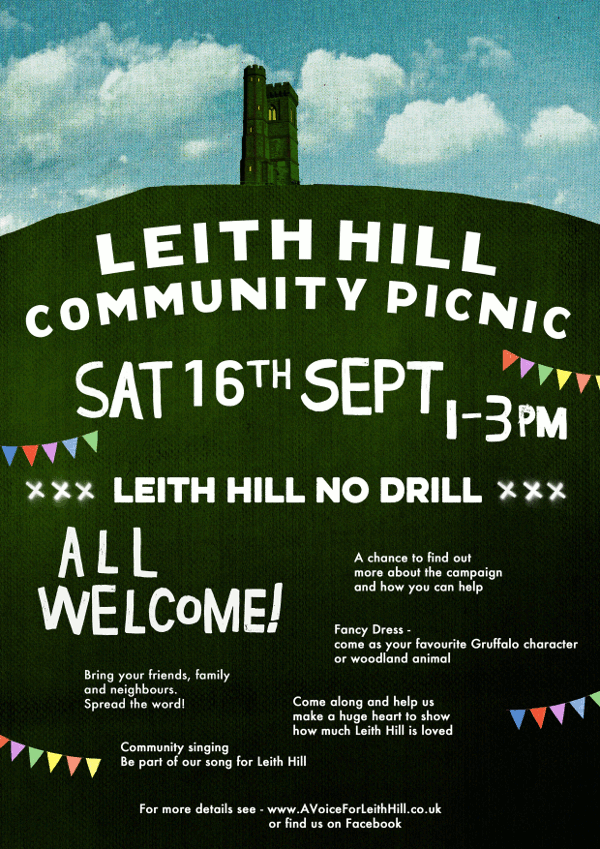 LEITH HILL
COMMUNITY PICNIC
SAT 16TH SEPT
1-3PM
xxx LEITH HILL NO DRILL xxx
ALL
WELCOME!
A chance to find out
more about the campaign
and how you can help
Fancy Dress -
come as your favourite Gruffalo character
or woodland animal
Bring your friends, family
and neighbours.
Spread the word!
Come along and help us
make a huge heart to show
how much Leith Hill is loved
Community singing
Be part of our song for Leith Hill
For more details see - www.AVoiceForLeithHill.co.uk
or find us on Facebook